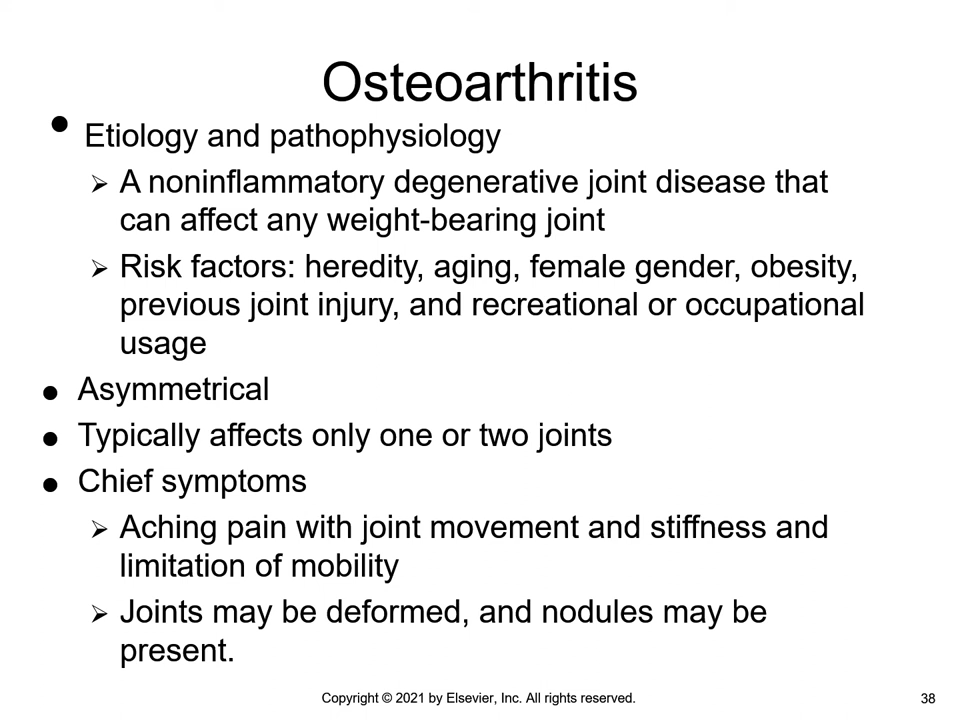 Osteoarthritis
• Etiology and pathophysiology
➢ A noninflammatory degenerative joint disease that
can affect any weight-bearing joint
➢ Risk factors: heredity, aging, female gender, obesity,
previous joint injury, and recreational or occupational
usage
● Asymmetrical
● Typically affects only one or two joints
● Chief symptoms
➢ Aching pain with joint movement and stiffness and
limitation of mobility
➢ Joints may be deformed, and nodules may be
present.
Copyright © 2021 by Elsevier, Inc. All rights reserved.
38